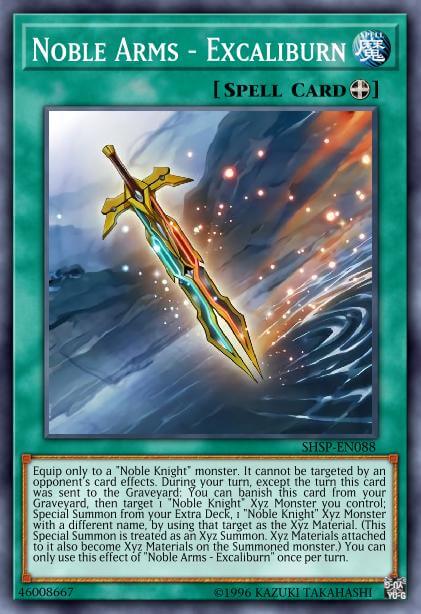 NOBLE ARMS - EXCALIBURN
SPELL
魔
[SPELL CARD]
SHSP-EN088
Equip only to a "Noble Knight" monster. It cannot be targeted by an
opponent's card effects. During your turn, except the turn this card
was sent to the Graveyard: You can banish this card from your
Graveyard, then target 1 "Noble Knight" Xyz Monster you control;
Special Summon from your Extra Deck, 1 "Noble Knight" Xyz Monster
with a different name, by using that target as the Xyz Material. (This
Special Summon is treated as an Xyz Summon. Xyz Materials attached
to it also become Xyz Materials on the Summoned monster.) You can
only use this effect of "Noble Arms - Excaliburn" once per turn.
46008667
©1996 KAZUKI TAKAHASHI